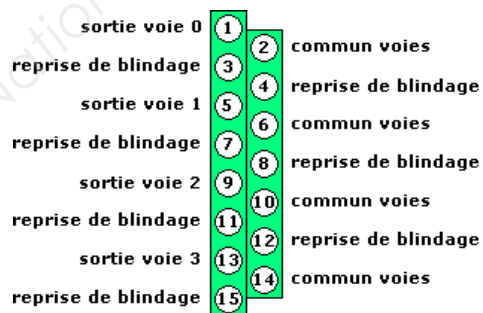 sortie voie 0 1
2 commun voies
reprise de blindage 3
4 reprise de blindage
sortie voie 1 5
6 commun voies
reprise de blindage 7
8 reprise de blindage
sortie voie 2 9
10 commun voies
reprise de blindage 11
12 reprise de blindage
sortie voie 3 13
14 commun voies
reprise de blindage 15